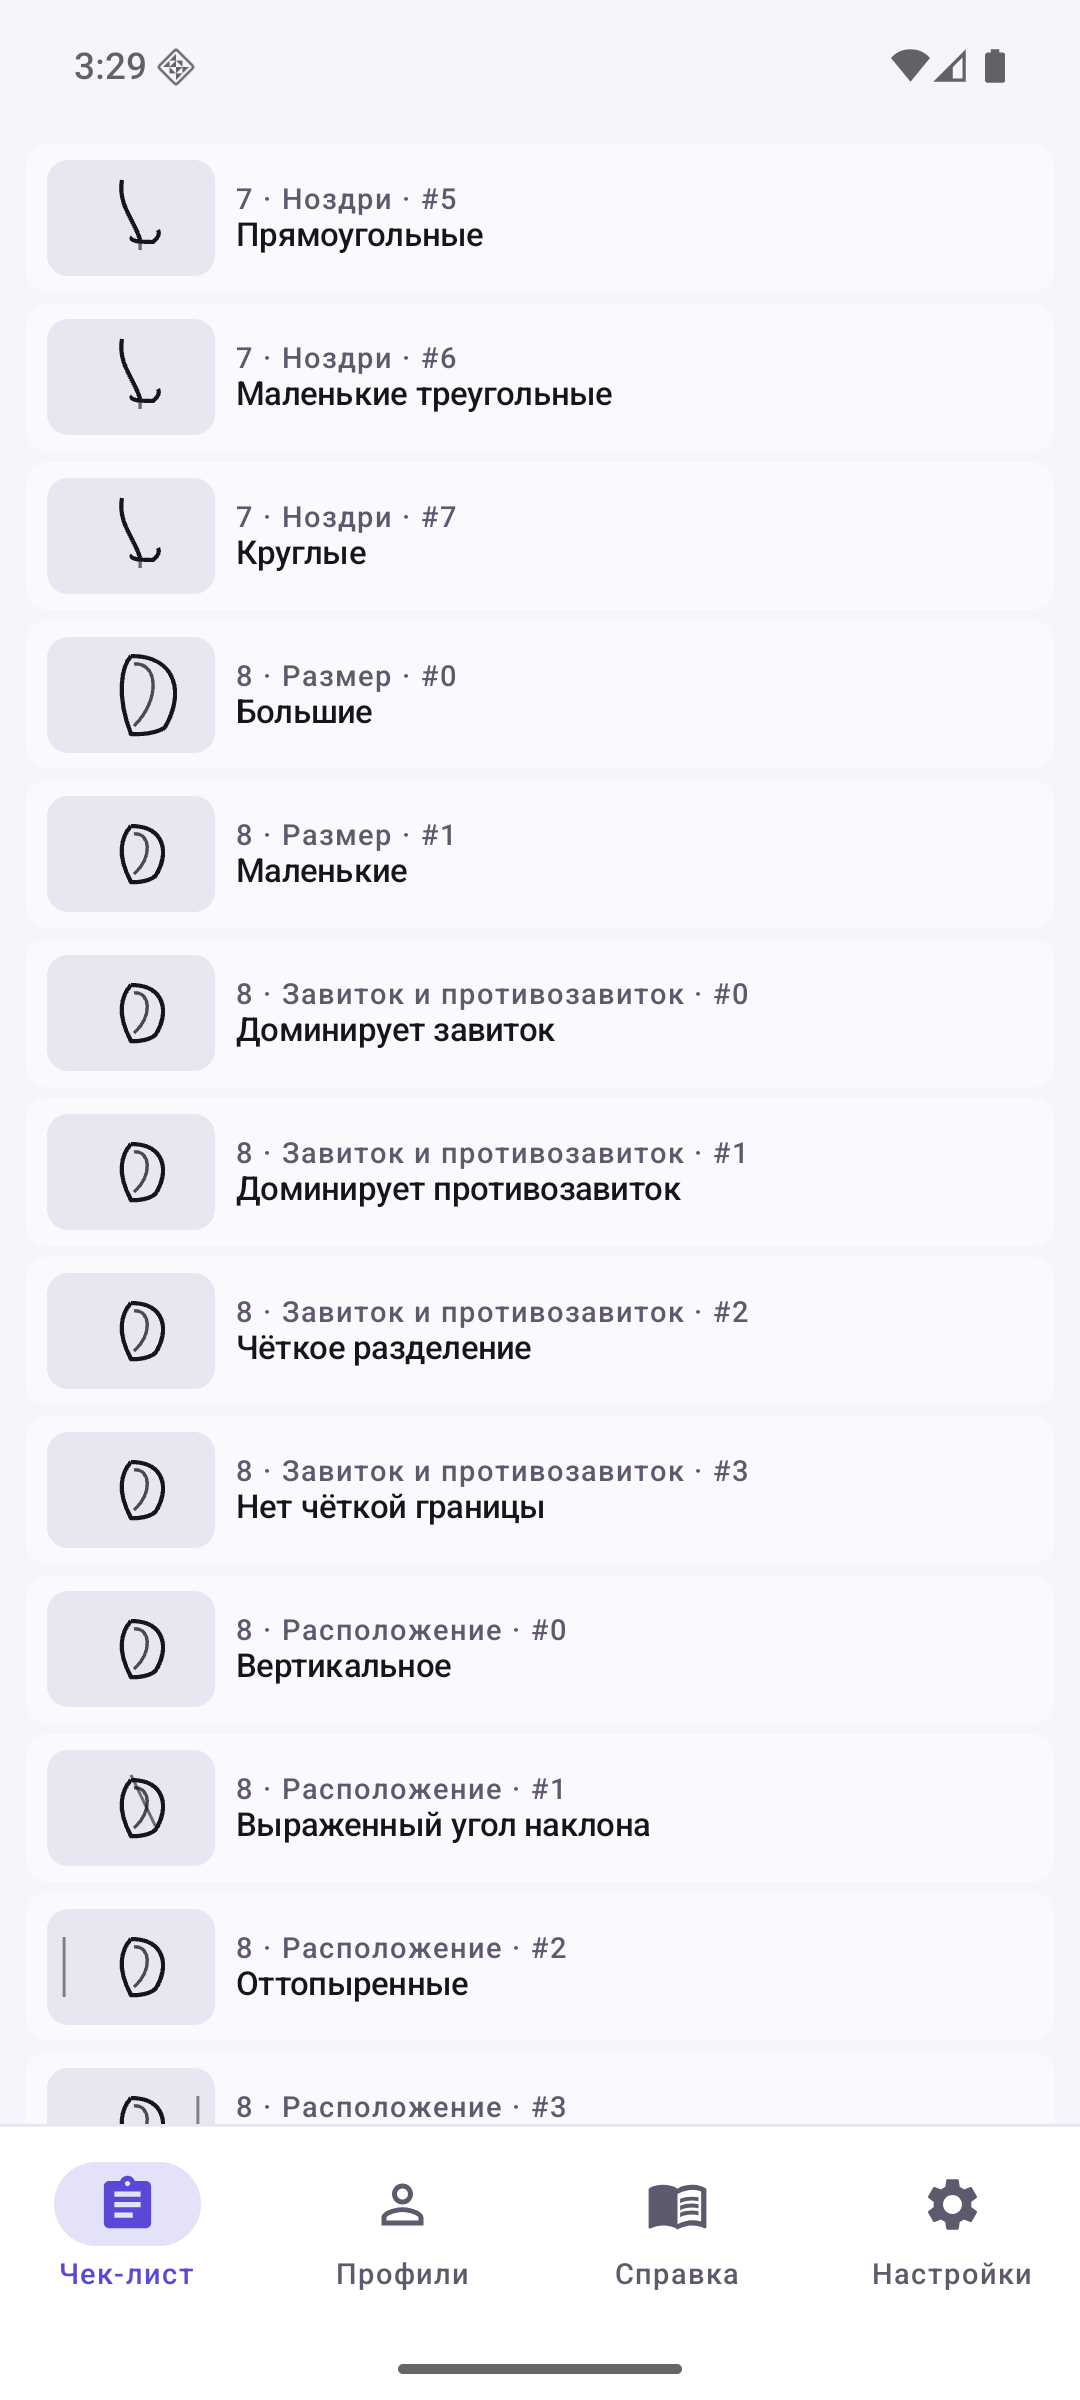 3:29
7 · Ноздри · #5
Прямоугольные
7 · Ноздри · #6
Маленькие треугольные
7 · Ноздри · #7
Круглые
8 · Размер · #0
Большие
8 · Размер · #1
Маленькие
8 · Завиток и противозавиток · #0
Доминирует завиток
8 · Завиток и противозавиток · #1
Доминирует противозавиток
8 · Завиток и противозавиток · #2
Чёткое разделение
8 · Завиток и противозавиток · #3
Нет чёткой границы
8 · Расположение · #0
Вертикальное
8 · Расположение · #1
Выраженный угол наклона
8 · Расположение · #2
Оттопыренные
8 · Расположение · #3
Чек-лист
Профили
Справка
Настройки